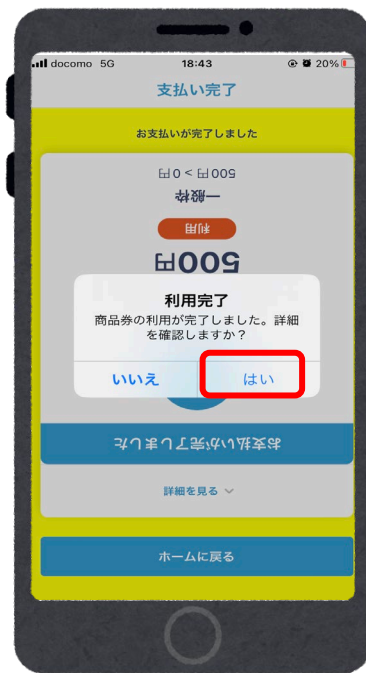 docomo 5G 18:43 20%
支払い完了
お支払いが完了しました
500円 > 0円
一般枠
利用
500円
利用完了
商品券の利用が完了しました。詳細
を確認しますか？
いいえ はい
お支払いが完了しました
詳細を見る
ホームに戻る